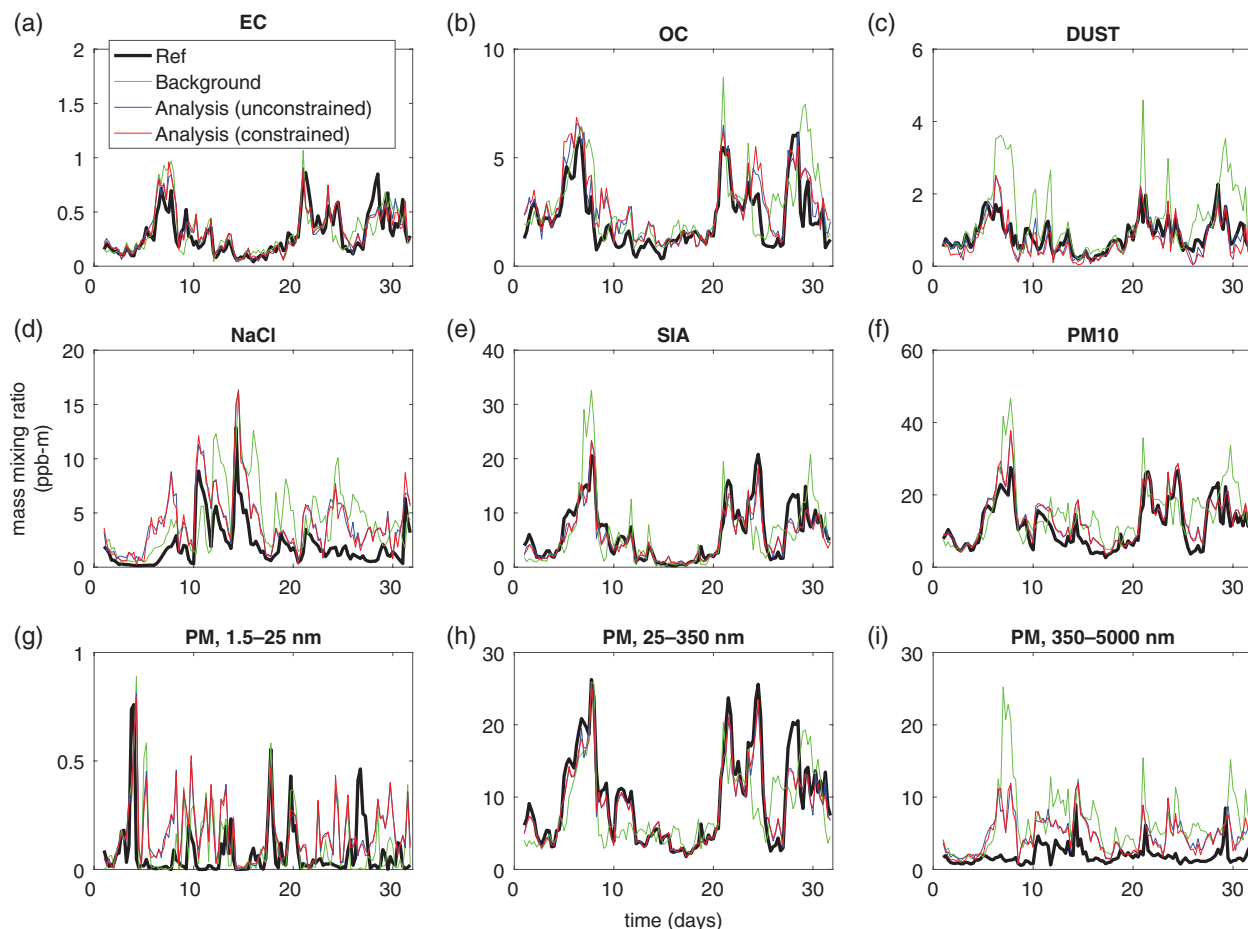 (a) EC
2
1.5
1
0.5
0
0 10 20 30
Ref
Background
Analysis (unconstrained)
Analysis (constrained)
(b) OC
10
5
0
0 10 20 30
(c) DUST
6
4
2
0
0 10 20 30
(d) NaCl
20
15
10
5
0
0 10 20 30
mass mixing ratio
(ppb-m)
(e) SIA
40
30
20
10
0
0 10 20 30
(f) PM10
60
40
20
0
0 10 20 30
(g) PM, 1.5–25 nm
1
0.5
0
0 10 20 30
(h) PM, 25–350 nm
30
20
10
0
0 10 20 30
time (days)
(i) PM, 350–5000 nm
30
20
10
0
0 10 20 30